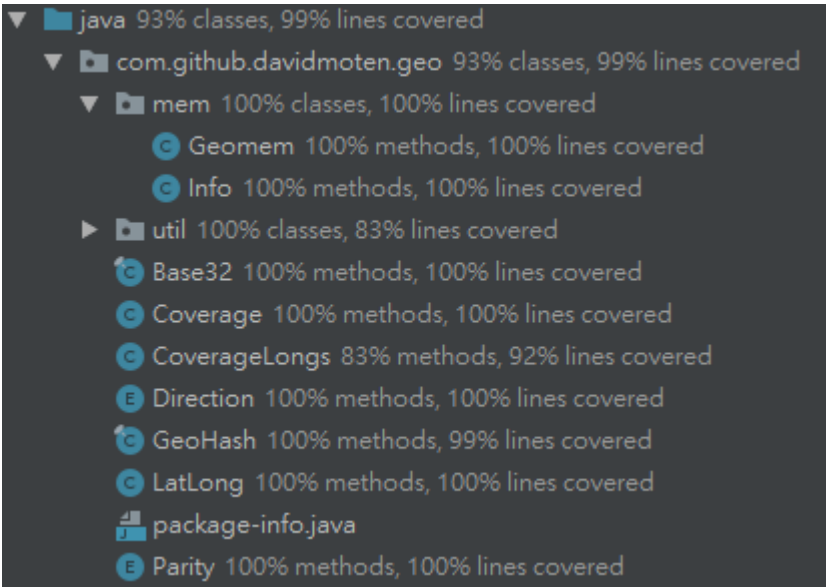 java 93% classes, 99% lines covered
com.github.davidmoten.geo 93% classes, 99% lines covered
mem 100% classes, 100% lines covered
C Geomem 100% methods, 100% lines covered
C Info 100% methods, 100% lines covered
util 100% classes, 83% lines covered
C Base32 100% methods, 100% lines covered
C Coverage 100% methods, 100% lines covered
C CoverageLongs 83% methods, 92% lines covered
E Direction 100% methods, 100% lines covered
C GeoHash 100% methods, 99% lines covered
C LatLong 100% methods, 100% lines covered
J package-info.java
E Parity 100% methods, 100% lines covered